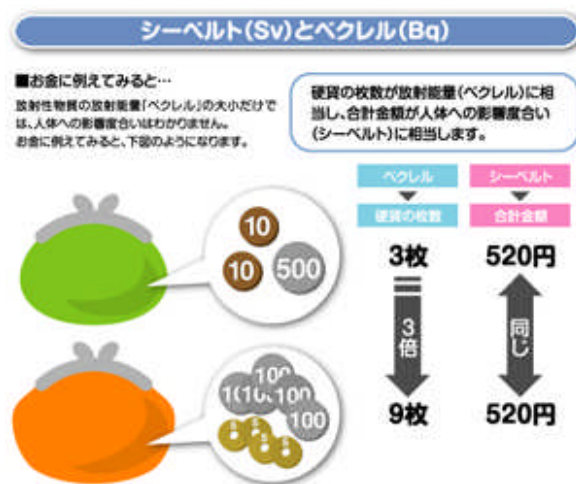 シーベルト(Sv)とベクレル(Bq)
■お金に例えてみると…
放射性物質の放射能量「ベクレル」の大小だけで
は、人体への影響度合いはわかりません。
お金に例えてみると、下図のようになります。
硬貨の枚数が放射能量(ベクレル)に相
当し、合計金額が人体への影響度合い
(シーベルト)に相当します。
ベクレル
シーベルト
硬貨の枚数
合計金額
10
10
500
3枚
520円
3倍
同じ
100
100
100
100
100
5
5
5
5
9枚
520円